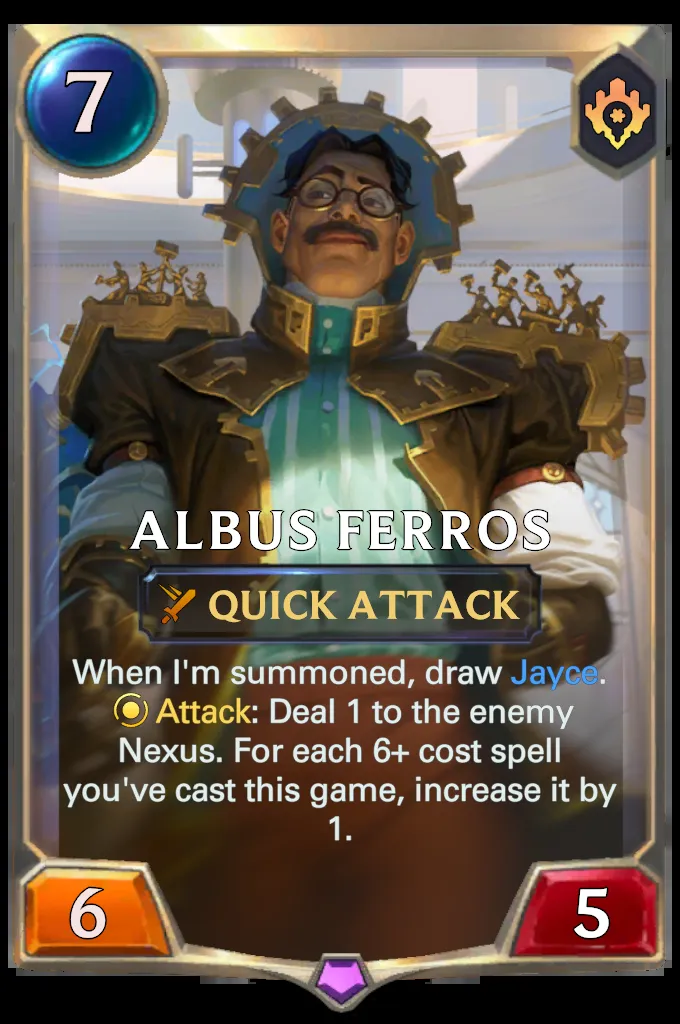 7
ALBUS FERROS
QUICK ATTACK
When I'm summoned, draw Jayce.
Attack: Deal 1 to the enemy
Nexus. For each 6+ cost spell
you've cast this game, increase it by
1.
6
5